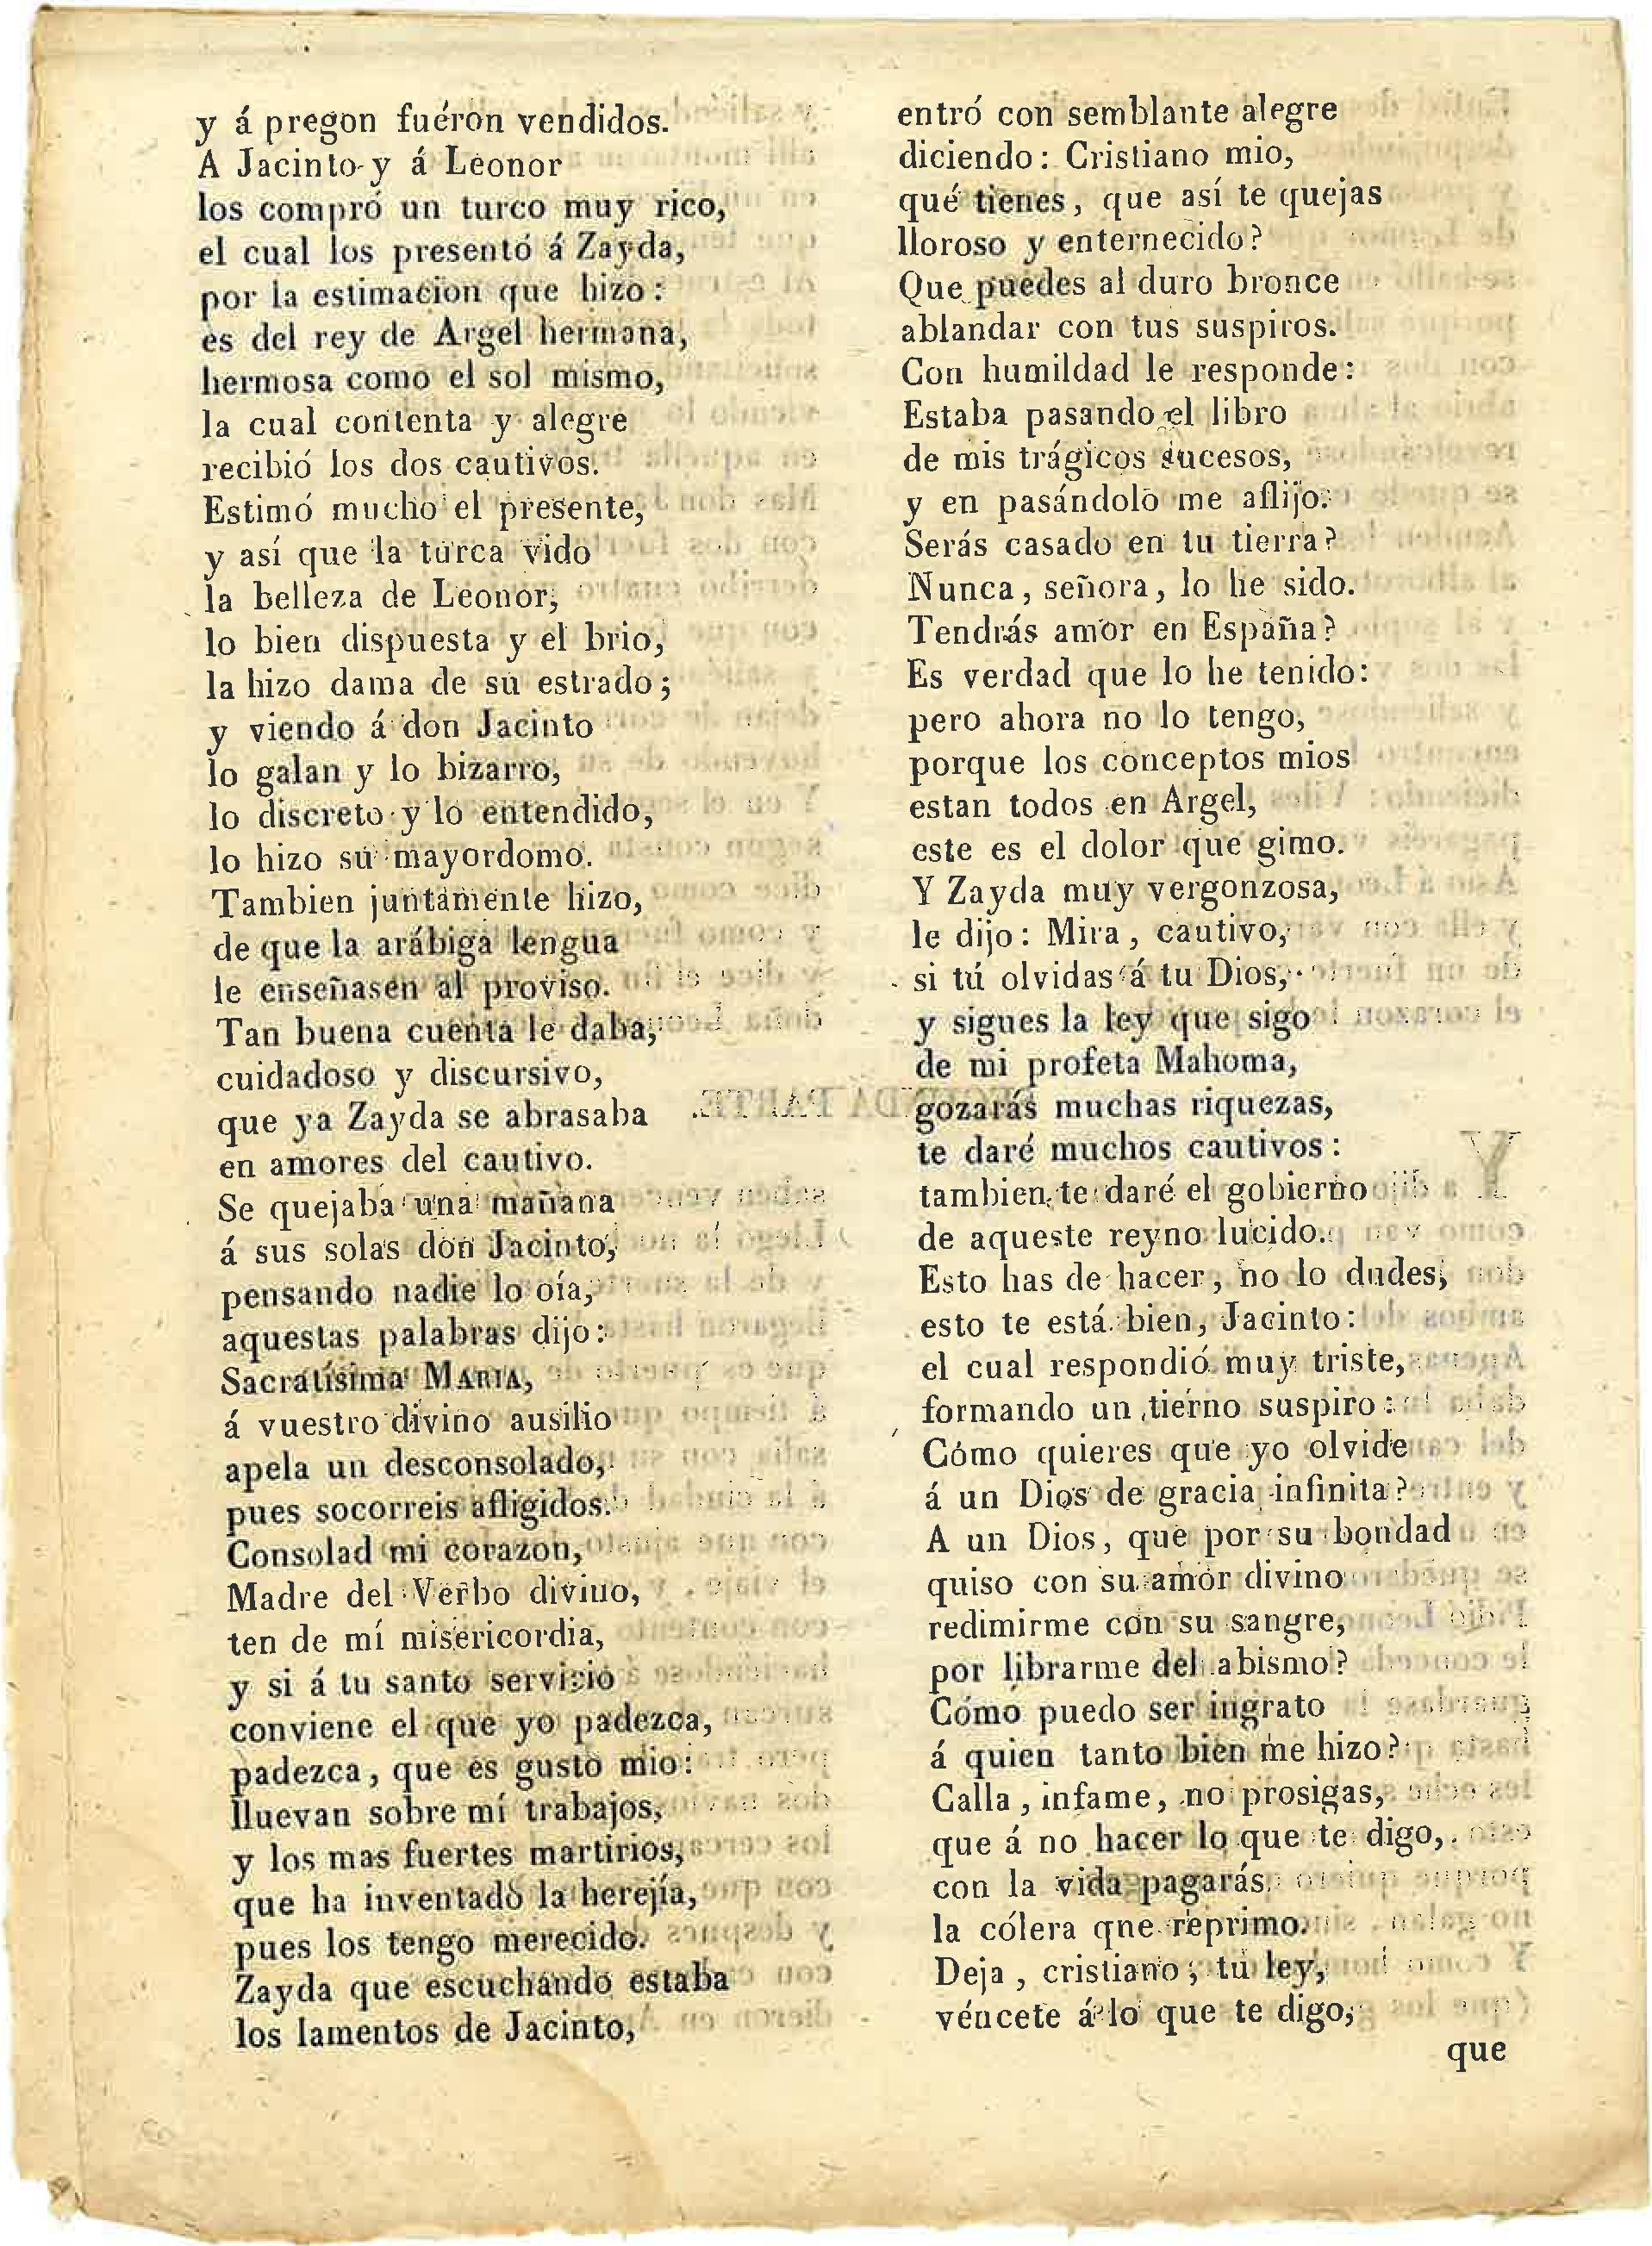 y á pregon fuéron vendidos.
A Jacinto y á Leonor
los compró un turco muy rico,
el cual los presentó á Zayda,
por la estimacion que hizo:
es del rey de Argel hermana,
hermosa como el sol mismo,
la cual contenta y alegre
recibió los dos cautivos.
Estimó mucho el presente,
y así que la turca vido
la belleza de Leonor,
lo bien dispuesta y el brio,
la hizo dama de su estrado;
y viendo á don Jacinto
lo galan y lo bizarro,
lo discreto y lo entendido,
lo hizo su mayordomo.
Tambien juntamente hizo,
de que la arábiga lengua
le enseñasen al proviso.
Tan buena cuenta le daba,
cuidadoso y discursivo,
que ya Zayda se abrasaba
en amores del cautivo.
Se quejaba una mañana
á sus solas don Jacinto,
pensando nadie lo oía,
aquestas palabras dijo:
Sacratísima MARIA,
á vuestro divino ausilio
apela un desconsolado,
pues socorreis afligidos.
Consolad mi corazon,
Madre del Verbo divino,
ten de mí misericordia,
y si á tu santo servicio
conviene el que yo padezca,
padezca, que es gusto mio:
lluevan sobre mí trabajos,
y los mas fuertes martirios,
que ha inventado la herejía,
pues los tengo merecido.
Zayda que escuchando estaba
los lamentos de Jacinto,
entró con semblante alegre
diciendo: Cristiano mio,
qué tienes, que así te quejas
lloroso y enternecido?
Que puedes al duro bronce
ablandar con tus suspiros.
Con humildad le responde:
Estaba pasando el libro
de mis trágicos sucesos,
y en pasándolo me aflijo.
Serás casado en tu tierra?
Nunca, señora, lo he sido.
Tendrás amor en España?
Es verdad que lo he tenido:
pero ahora no lo tengo,
porque los conceptos mios
estan todos en Argel,
este es el dolor que gimo.
Y Zayda muy vergonzosa,
le dijo: Mira, cautivo,
si tú olvidas á tu Dios,
y sigues la ley que sigo
de mi profeta Mahoma,
gozarás muchas riquezas,
te daré muchos cautivos:
tambien te daré el gobierno
de aqueste reyno lucido.
Esto has de hacer, no lo dudes,
esto te está bien, Jacinto:
el cual respondió muy triste,
formando un tierno suspiro:
Cómo quieres que yo olvide
á un Dios de gracia infinita?
A un Dios, que por su bondad
quiso con su amor divino
redimirme con su sangre,
por librarme del abismo?
Cómo puedo ser ingrato
á quien tanto bien me hizo?
Calla, infame, no prosigas,
que á no hacer lo que te digo,
con la vida pagarás
la cólera qne reprimo.
Deja, cristiano, tu ley,
véncete á lo que te digo,
que